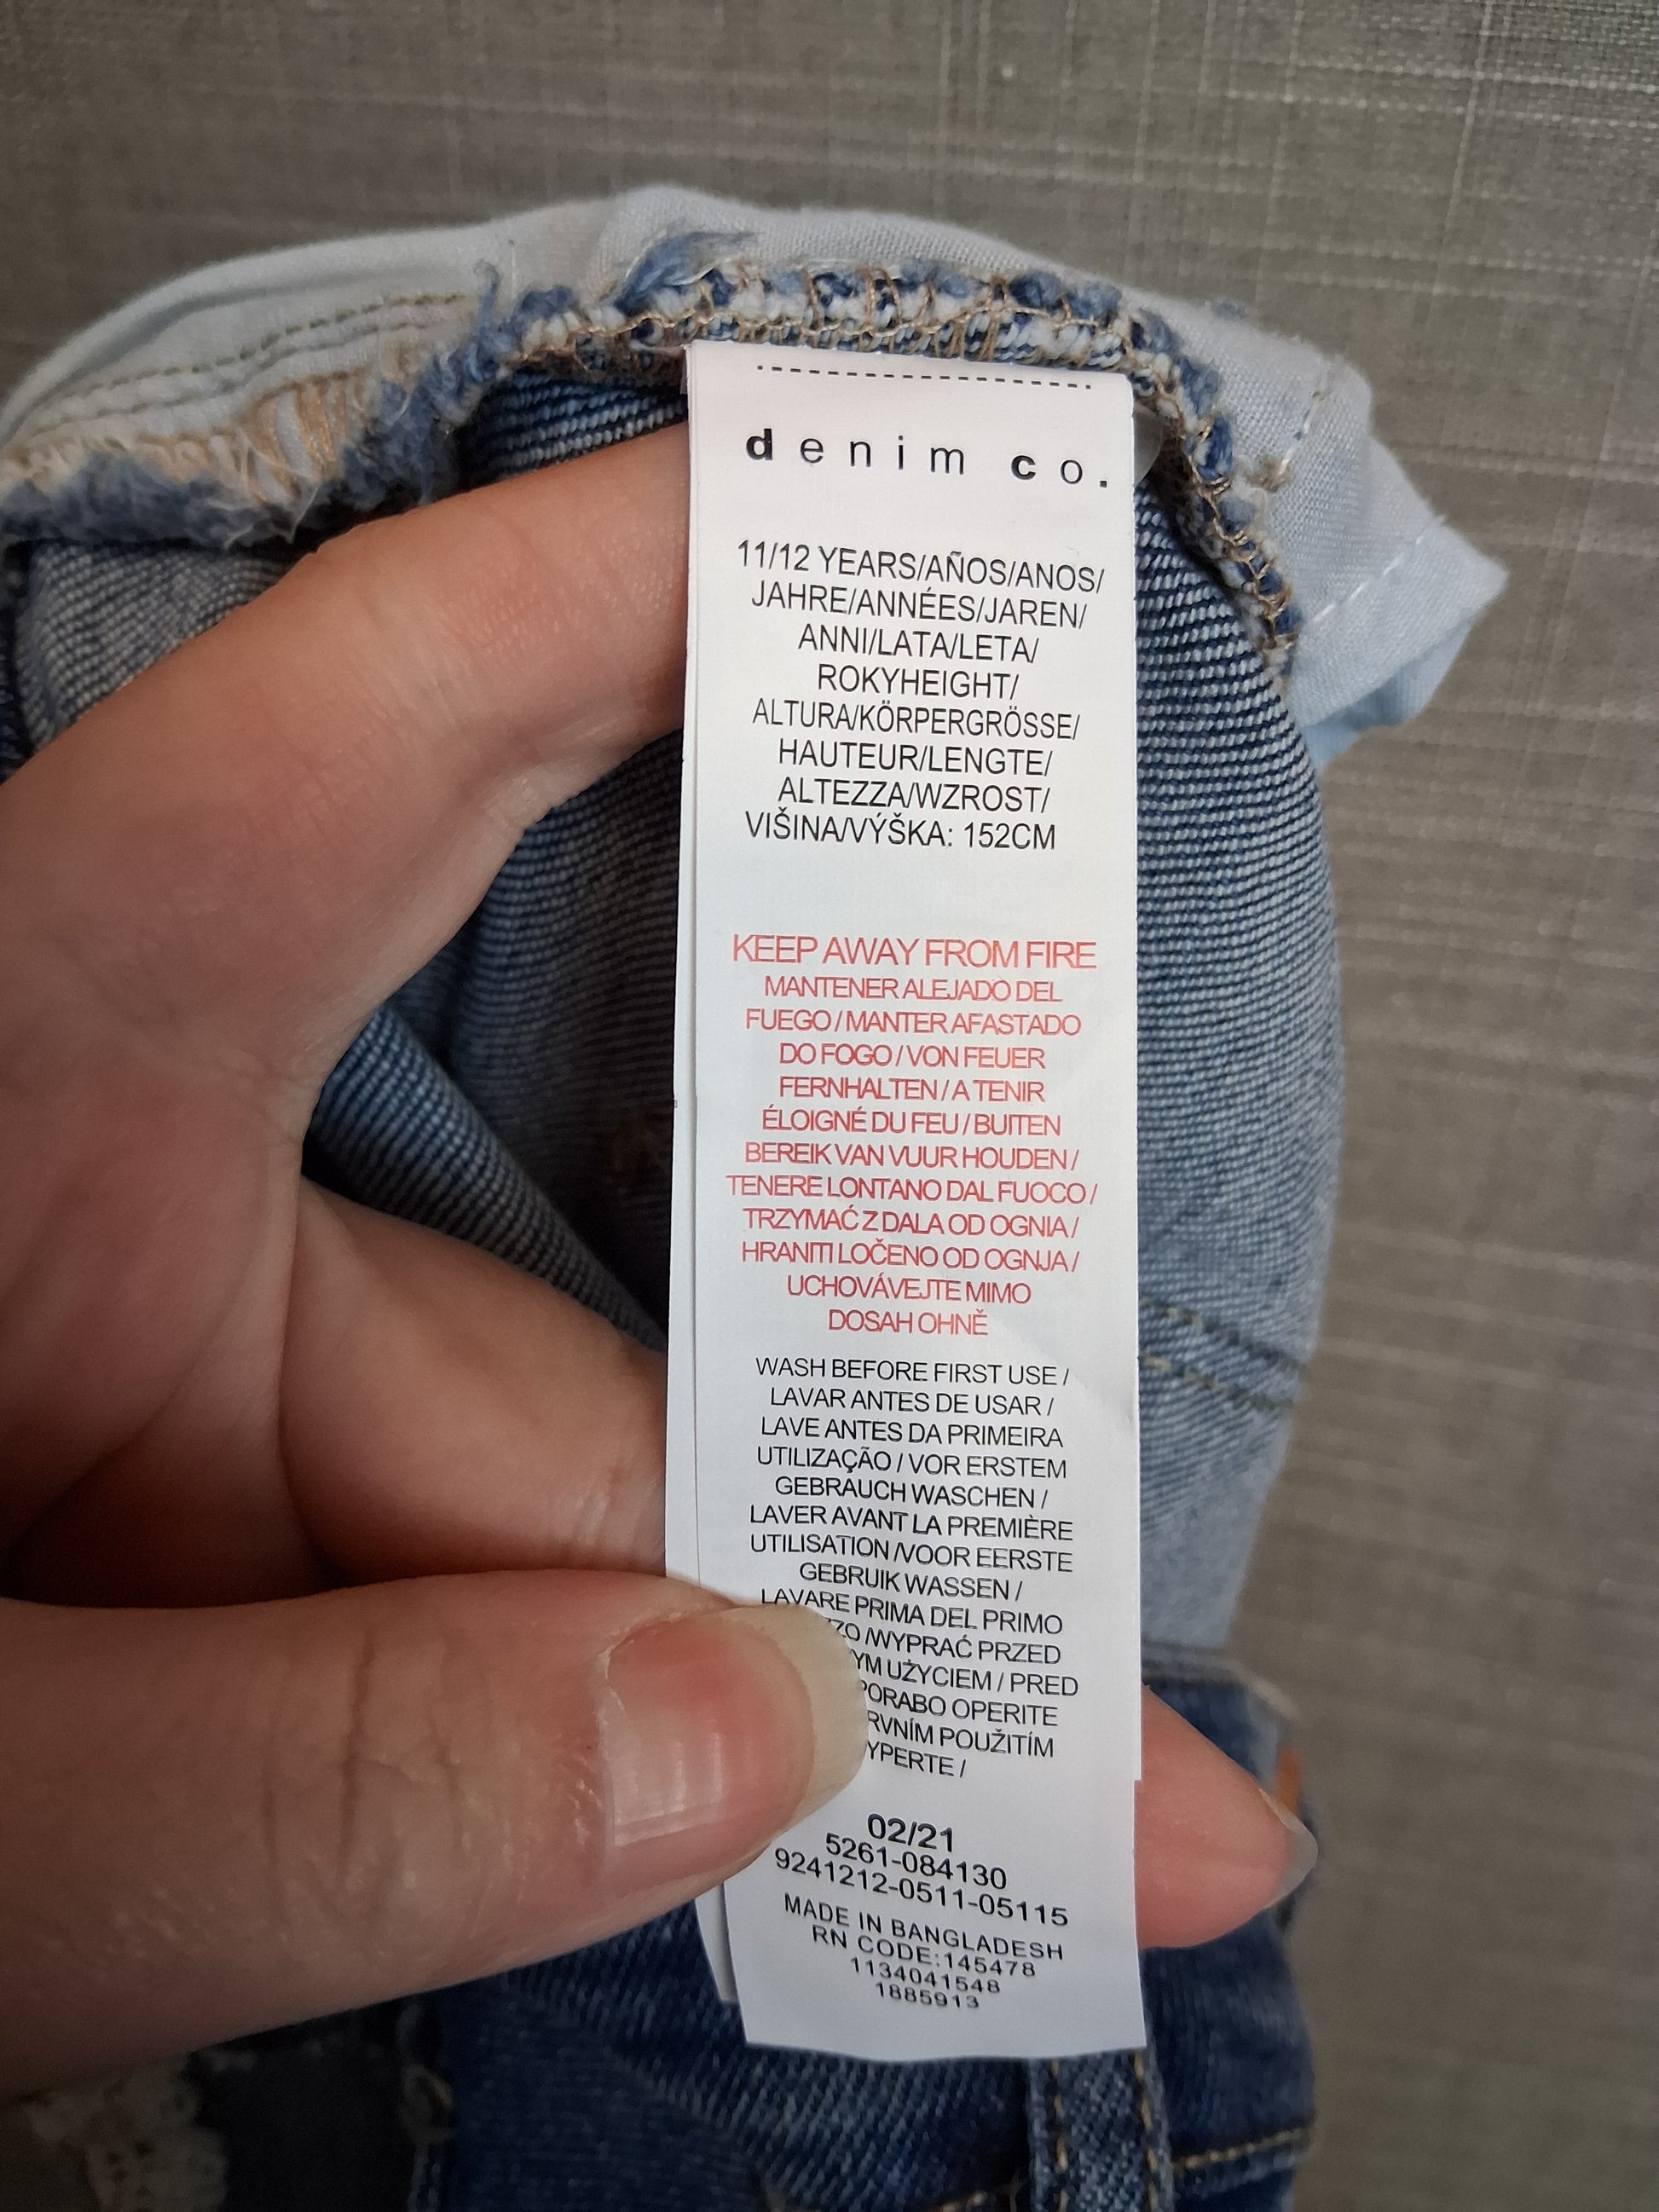 denim co.
11/12 YEARS/AÑOS/ANOS/
JAHRE/ANNÉES/JAREN/
ANNI/LATA/LETA/
ROKYHEIGHT/
ALTURA/KÖRPERGRÖSSE/
HAUTEUR/LENGTE/
ALTEZZA/WZROST/
VIŠINA/VÝŠKA: 152CM
KEEP AWAY FROM FIRE
MANTENER ALEJADO DEL
FUEGO / MANTER AFASTADO
DO FOGO / VON FEUER
FERNHALTEN / A TENIR
ÉLOIGNÉ DU FEU / BUITEN
BEREIK VAN VUUR HOUDEN /
TENERE LONTANO DAL FUOCO /
TRZYMAĆ Z DALA OD OGNIA /
HRANITI LOČENO OD OGNJA /
UCHOVÁVEJTE MIMO
DOSAH OHNĚ
WASH BEFORE FIRST USE /
LAVAR ANTES DE USAR /
LAVE ANTES DA PRIMEIRA
UTILIZAÇÃO / VOR ERSTEM
GEBRAUCH WASCHEN /
LAVER AVANT LA PREMIÈRE
UTILISATION /VOOR EERSTE
GEBRUIK WASSEN /
LAVARE PRIMA DEL PRIMO
/WYPRAĆ PRZED
UŻYCIEM / PRED
OPERITE
POUŽITÍM
/
02/21
5261-084130
9241212-0511-05115
MADE IN BANGLADESH
RN CODE:145478
1134041548
1885913